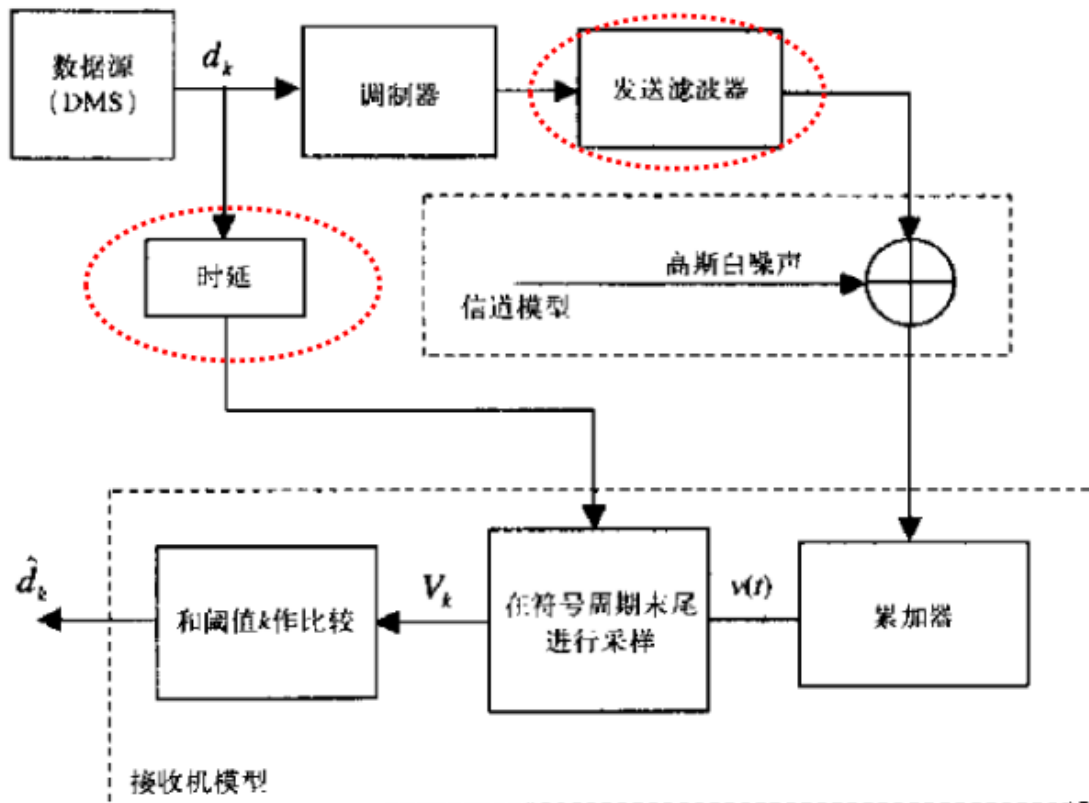 数据源
(DMS)
d_k
调制器
发送滤波器
时延
高斯白噪声
信道模型
d̂_k
和阈值&作比较
V_k
在符号周期末尾
进行采样
v(t)
累加器
接收机模型